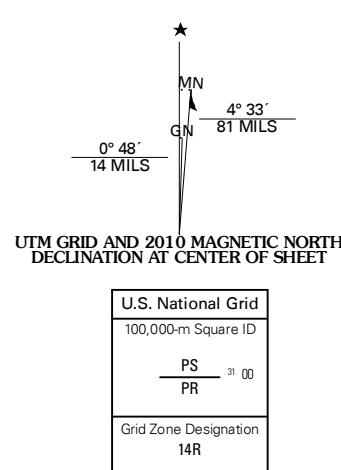 ★
MN
4° 33´
81 MILS
GN
0° 48´
14 MILS
UTM GRID AND 2010 MAGNETIC NORTH
DECLINATION AT CENTER OF SHEET
U.S. National Grid
100,000-m Square ID
PS
31 00
PR
Grid Zone Designation
14R